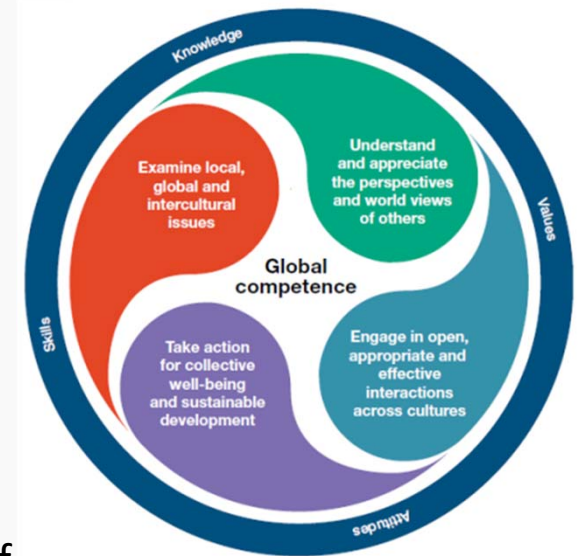 Knowledge
Examine local,
global and
intercultural
issues
Understand
and appreciate
the perspectives
and world views
of others
Values
Global
competence
Skills
Take action
for collective
well-being
and sustainable
development
Engage in open,
appropriate and
effective
interactions
across cultures
Attitudes
f